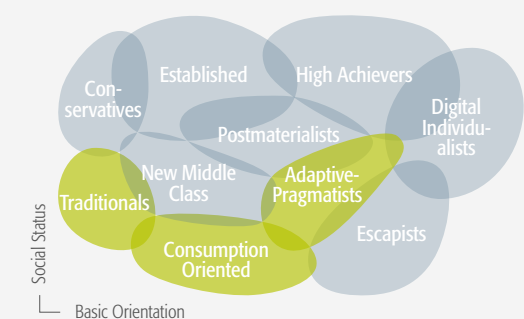 Established
High Achievers
Con-
servatives
Digital
Individu-
alists
Postmaterialists
New Middle
Class
Adaptive-
Pragmatists
Traditionals
Escapists
Consumption
Oriented
Social Status
Basic Orientation